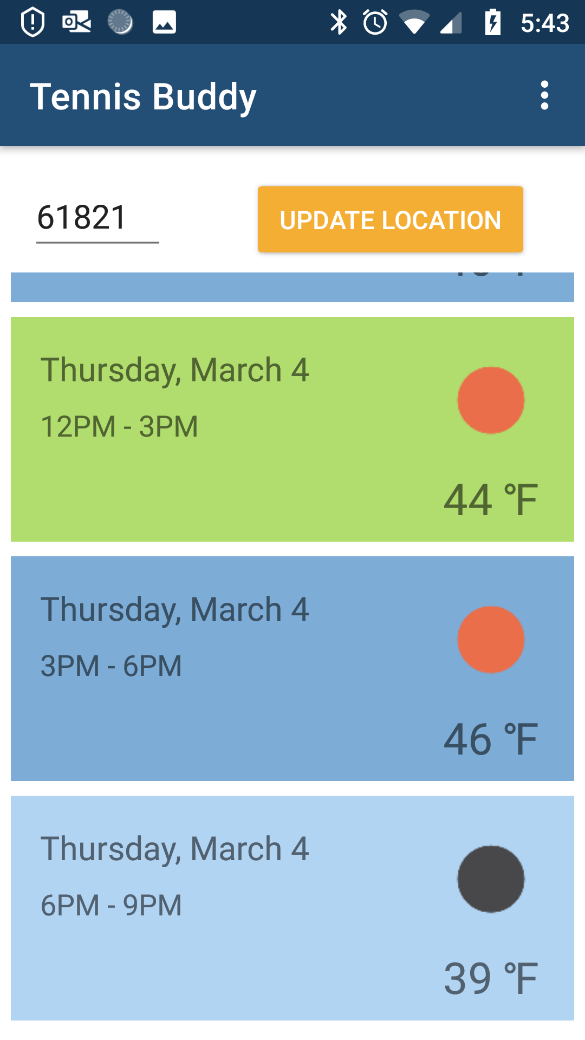 5:43
Tennis Buddy
61821
UPDATE LOCATION
Thursday, March 4
12PM - 3PM
44 °F
Thursday, March 4
3PM - 6PM
46 °F
Thursday, March 4
6PM - 9PM
39 °F